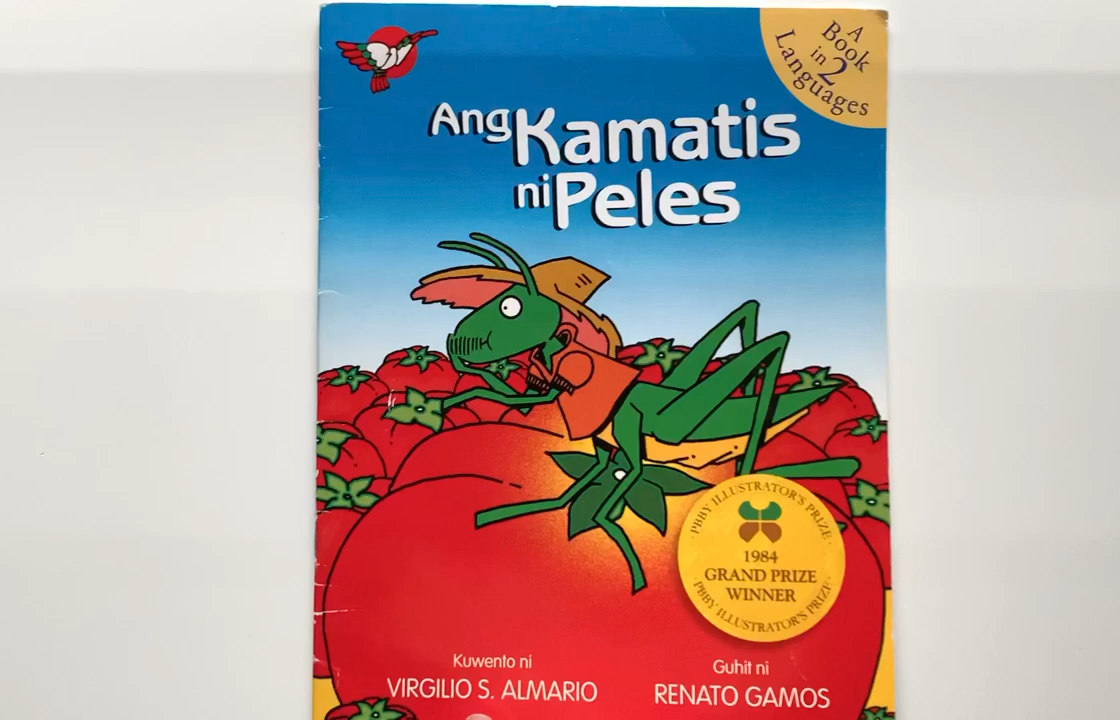 A
Book
in 2
Languages
Ang Kamatis
ni Peles
PBBY ILLUSTRATOR'S PRIZE
1984
GRAND PRIZE
WINNER
PBBY ILLUSTRATOR'S PRIZE
Kuwento ni
VIRGILIO S. ALMARIO
Guhit ni
RENATO GAMOS